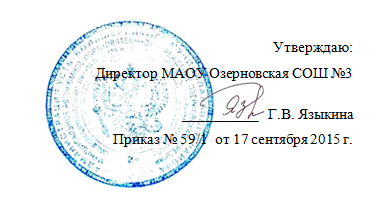 Утверждаю:
Директор МАОУ Озерновская СОШ №3
Г.В. Языкина
Приказ № 59/1 от 17 сентября 2015 г.